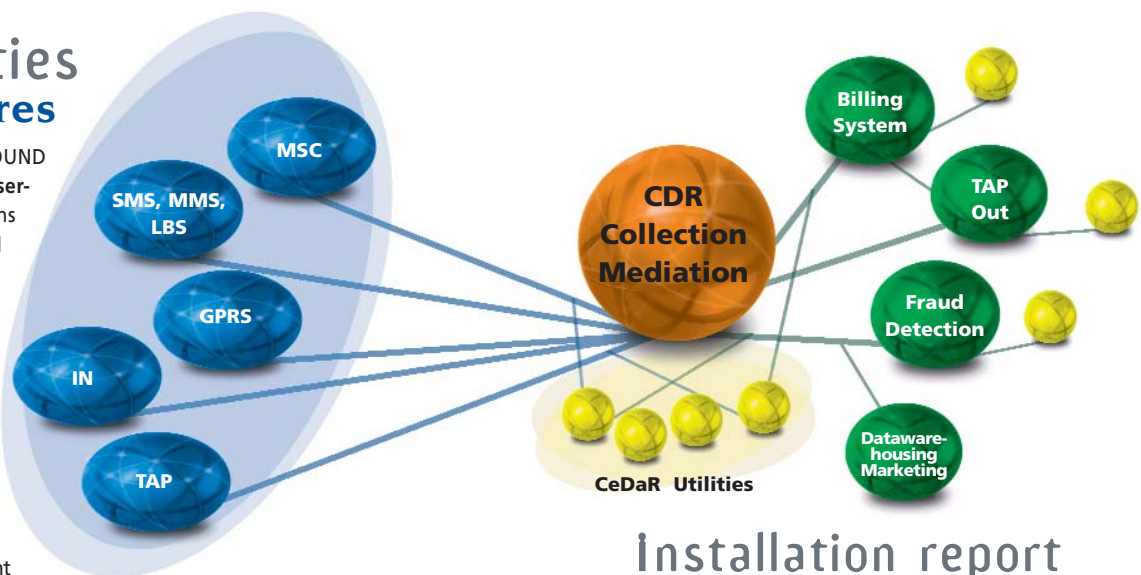 ties
res
OUND
ser-
ns
d
nt
MSC
SMS, MMS,
LBS
GPRS
IN
TAP
CDR
Collection
Mediation
Billing
System
TAP
Out
Fraud
Detection
Dataware-
housing
Marketing
CeDaR Utilities
Installation report